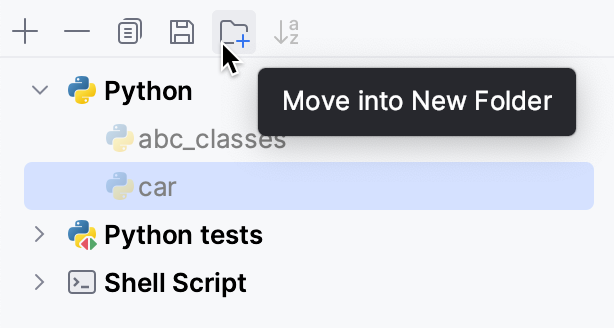 a
z
Python
Move into New Folder
abc_classes
car
Python tests
Shell Script